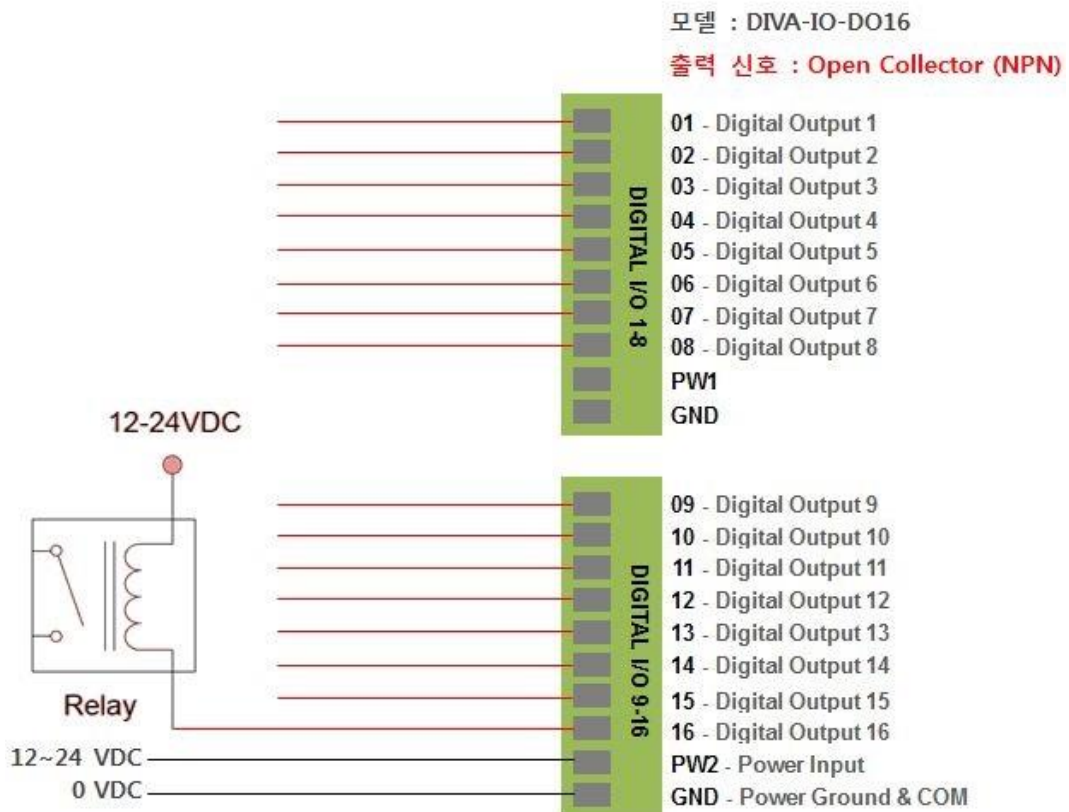 모델 : DIVA-IO-DO16
출력 신호 : Open Collector (NPN)
DIGITAL I/O 1-8
01 - Digital Output 1
02 - Digital Output 2
03 - Digital Output 3
04 - Digital Output 4
05 - Digital Output 5
06 - Digital Output 6
07 - Digital Output 7
08 - Digital Output 8
PW1
GND
12-24VDC
Relay
DIGITAL I/O 9-16
09 - Digital Output 9
10 - Digital Output 10
11 - Digital Output 11
12 - Digital Output 12
13 - Digital Output 13
14 - Digital Output 14
15 - Digital Output 15
16 - Digital Output 16
12~24 VDC
PW2 - Power Input
0 VDC
GND - Power Ground & COM